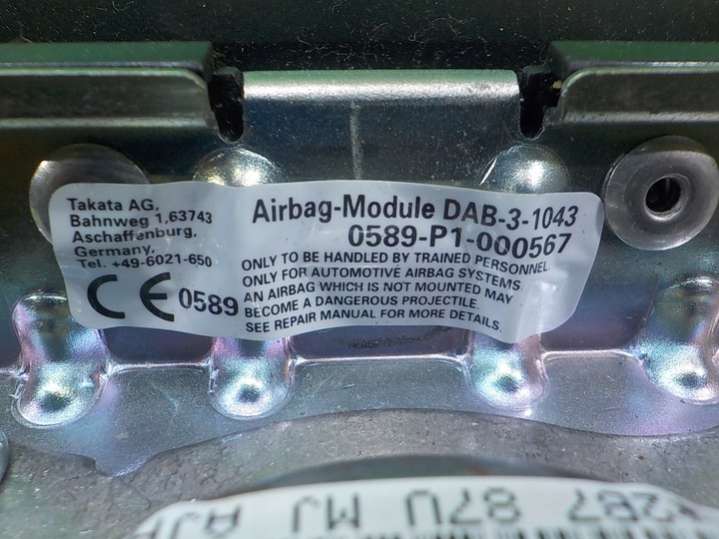 Takata AG,
Bahnweg 1,63743
Aschaffenburg,
Germany,
Tel. +49-6021-650
CE 0589
Airbag-Module DAB-3-1043
0589-P1-000567
ONLY TO BE HANDLED BY TRAINED PERSONNEL
ONLY FOR AUTOMOTIVE AIRBAG SYSTEMS
AN AIRBAG WHICH IS NOT MOUNTED MAY
BECOME A DANGEROUS PROJECTILE.
SEE REPAIR MANUAL FOR MORE DETAILS.